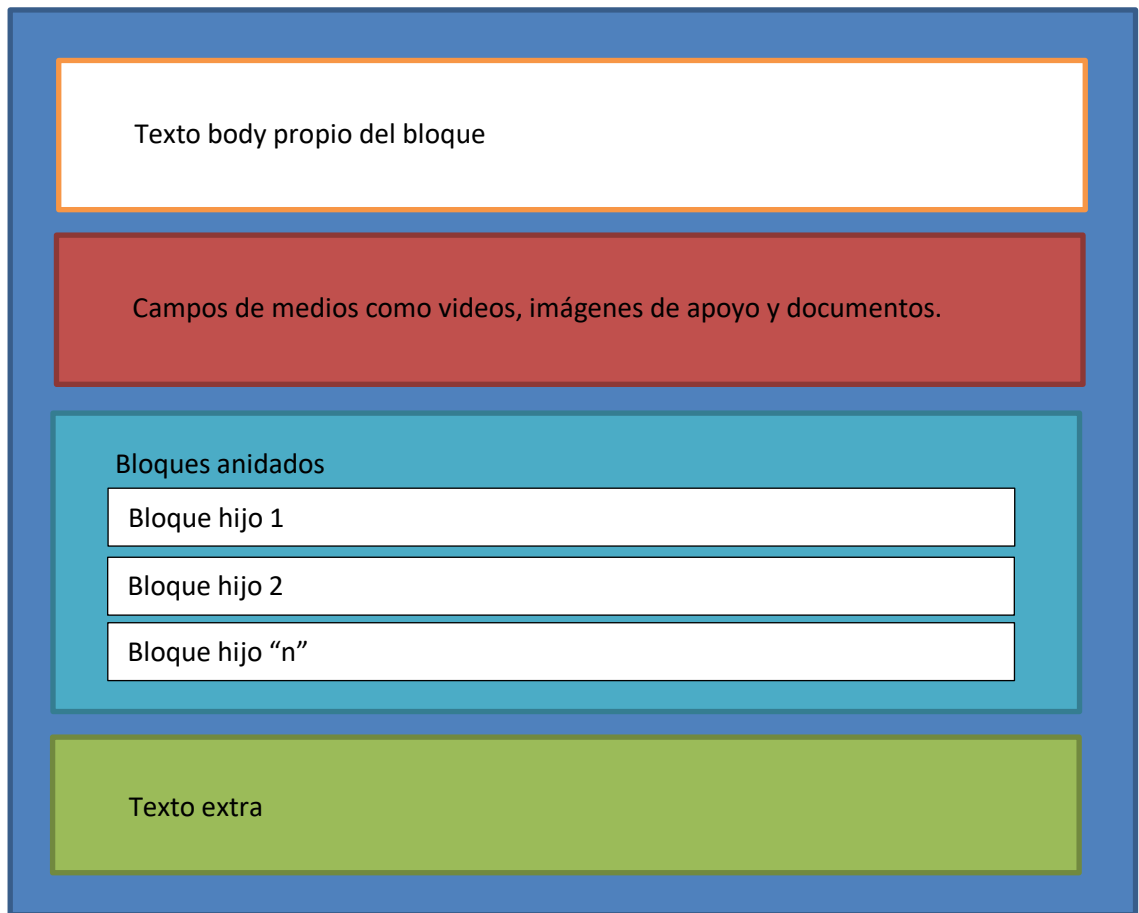 Texto body propio del bloque
Campos de medios como videos, imágenes de apoyo y documentos.
Bloques anidados
Bloque hijo 1
Bloque hijo 2
Bloque hijo “n”
Texto extra